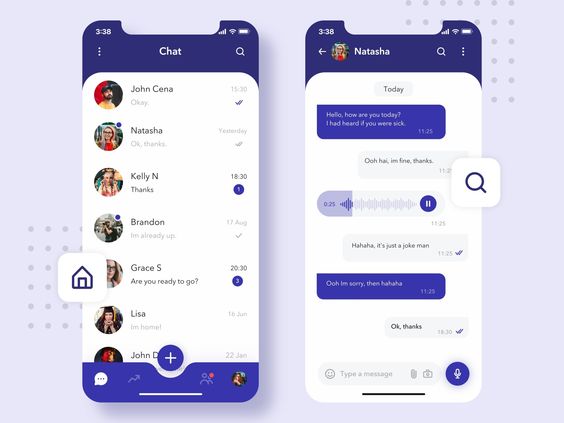 3:38
Chat
John Cena
15:30
Okay.
Natasha
Yesterday
Ok, thanks.
Kelly N
18:30
Thanks
1
Brandon
17 Aug
Im already up.
Grace S
20:30
Are you ready to go?
3
Lisa
16 Jun
Im home!
John D
22 Jan
3:38
Natasha
Today
Hello, how are you today?
I had heard if you were sick.
11:25
Ooh hai, im fine, thanks.
0:25
11:25
Hahaha, it's just a joke man
11:25
Ooh Im sorry, then hahaha
11:25
Ok, thanks
18:30
Type a message